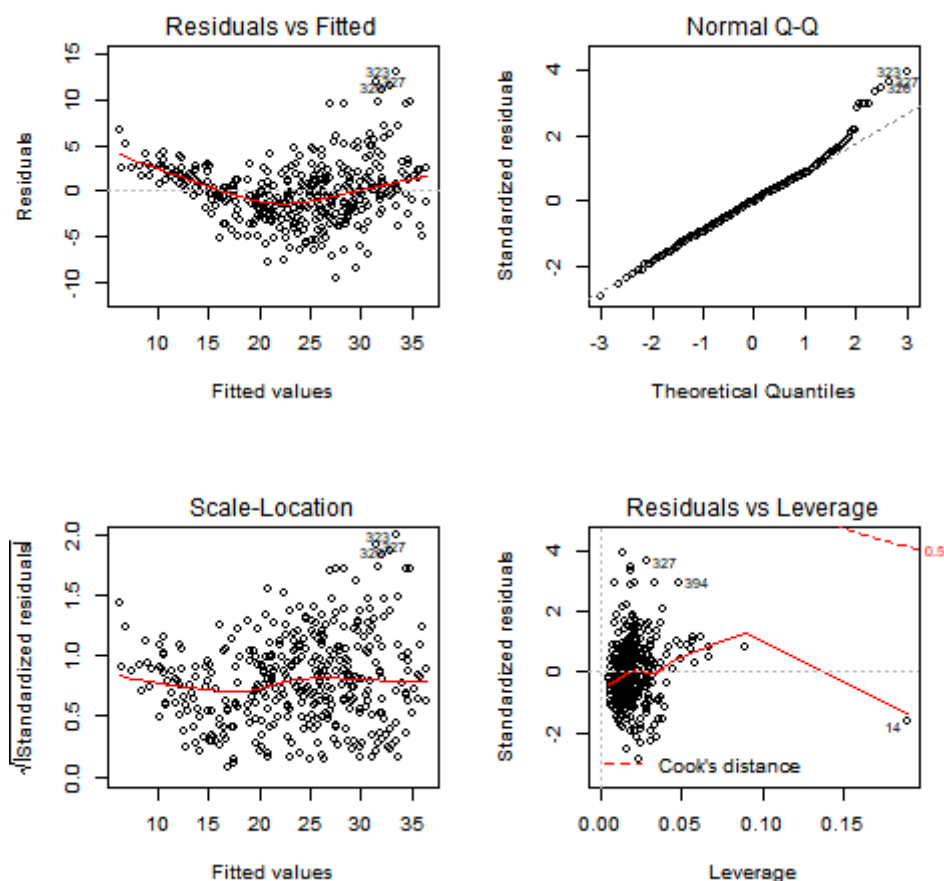 Residuals vs Fitted
Residuals
15
10
5
0
-5
-10
323
327
10 15 20 25 30 35
Fitted values
Normal Q-Q
Standardized residuals
4
2
0
-2
323
327
326
-3 -2 -1 0 1 2 3
Theoretical Quantiles
Scale-Location
√|Standardized residuals|
2.0
1.5
1.0
0.5
0.0
323
327
10 15 20 25 30 35
Fitted values
Residuals vs Leverage
Standardized residuals
4
2
0
-2
327
394
14
0.5
Cook's distance
0.00 0.05 0.10 0.15
Leverage